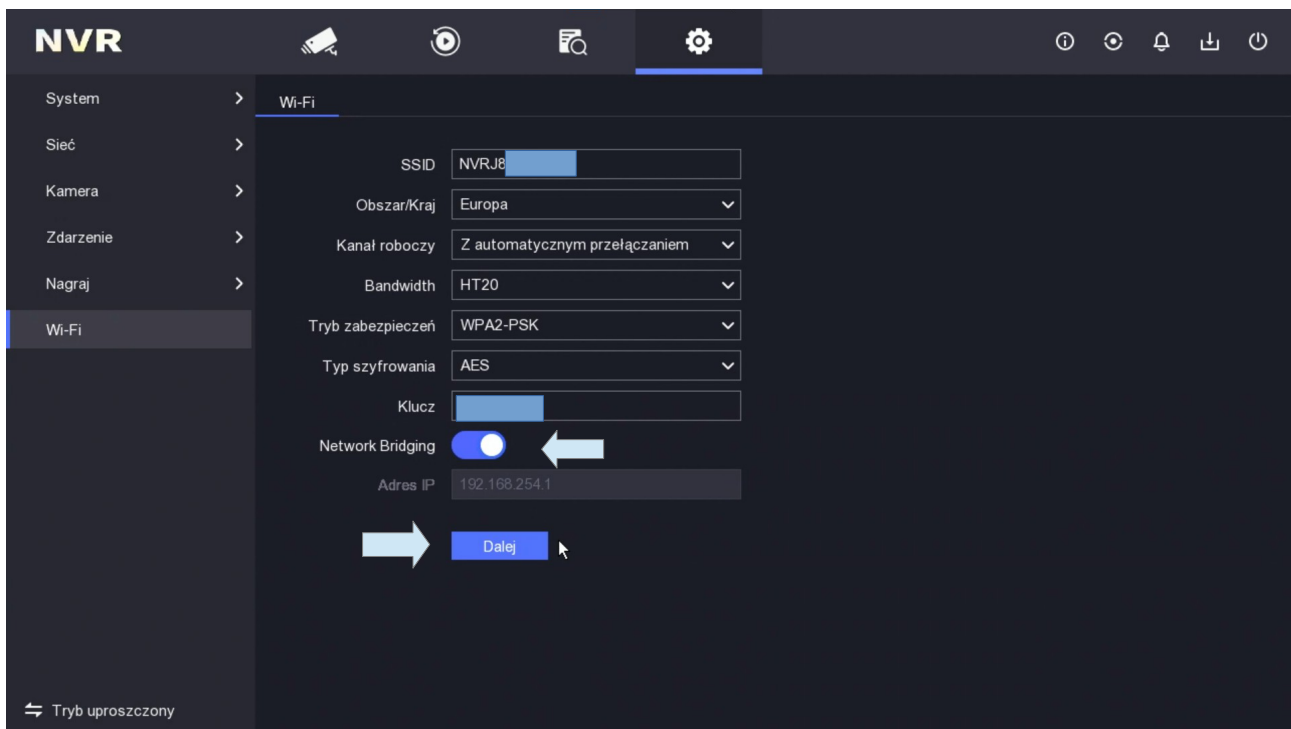 NVR
System
Sieć
Kamera
Zdarzenie
Nagraj
Wi-Fi
Wi-Fi
SSID NVRJ8
Obszar/Kraj Europa
Kanał roboczy Z automatycznym przełączaniem
Bandwidth HT20
Tryb zabezpieczeń WPA2-PSK
Typ szyfrowania AES
Klucz
Network Bridging
Adres IP 192.168.254.1
Dalej
Tryb uproszczony